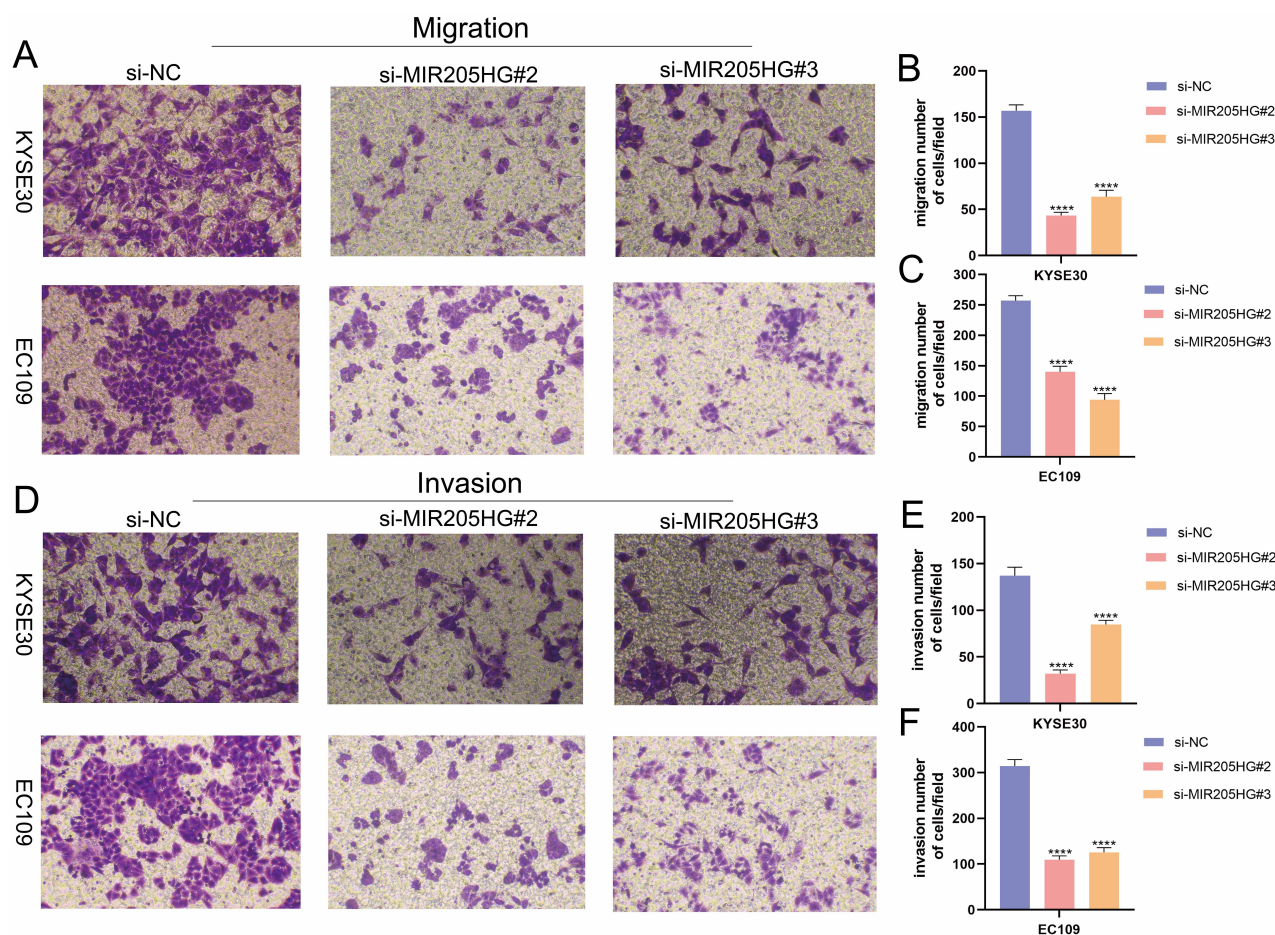 Migration
A
si-NC
si-MIR205HG#2
si-MIR205HG#3
KYSE30
EC109
B
migration number
of cells/field
200
150
100
50
0
****
****
KYSE30
si-NC
si-MIR205HG#2
si-MIR205HG#3
C
migration number
of cells/field
300
250
200
150
100
50
0
****
****
EC109
si-NC
si-MIR205HG#2
si-MIR205HG#3
Invasion
D
si-NC
si-MIR205HG#2
si-MIR205HG#3
KYSE30
EC109
E
invasion number
of cells/field
200
150
100
50
0
****
****
KYSE30
si-NC
si-MIR205HG#2
si-MIR205HG#3
F
invasion number
of cells/field
400
300
200
100
0
****
****
EC109
si-NC
si-MIR205HG#2
si-MIR205HG#3